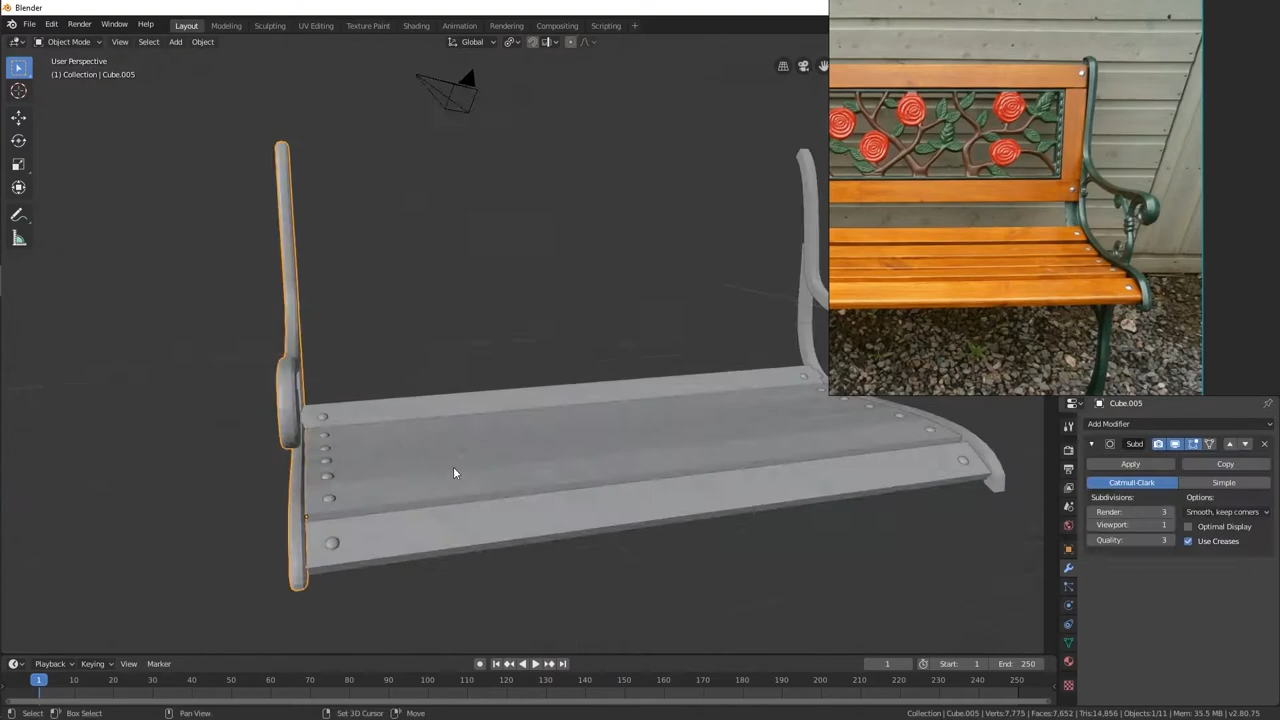 Blender
File Edit Render Window Help Layout Modeling Sculpting UV Editing Texture Paint Shading Animation Rendering Compositing Scripting +
Object Mode View Select Add Object Global
User Perspective
(1) Collection | Cube.005
Cube.005
Add Modifier
Subd
Apply Copy
Catmull-Clark Simple
Subdivisions: Options:
Render: 3 Smooth, keep corners
Viewport: 1 Optimal Display
Quality: 3 Use Creases
Playback Keying View Marker 1 Start: 1 End: 250
1 10 20 30 40 50 60 70 80 90 100 110 120 130 140 150 160 170 180 190 200 210 220 230 240 250
Select Box Select Pan View Set 3D Cursor Move Collection | Cube.005 | Verts:7,775 | Faces:7,652 | Tris:14,856 | Objects:1/11 | Mem: 35.5 MB | v2.80.75